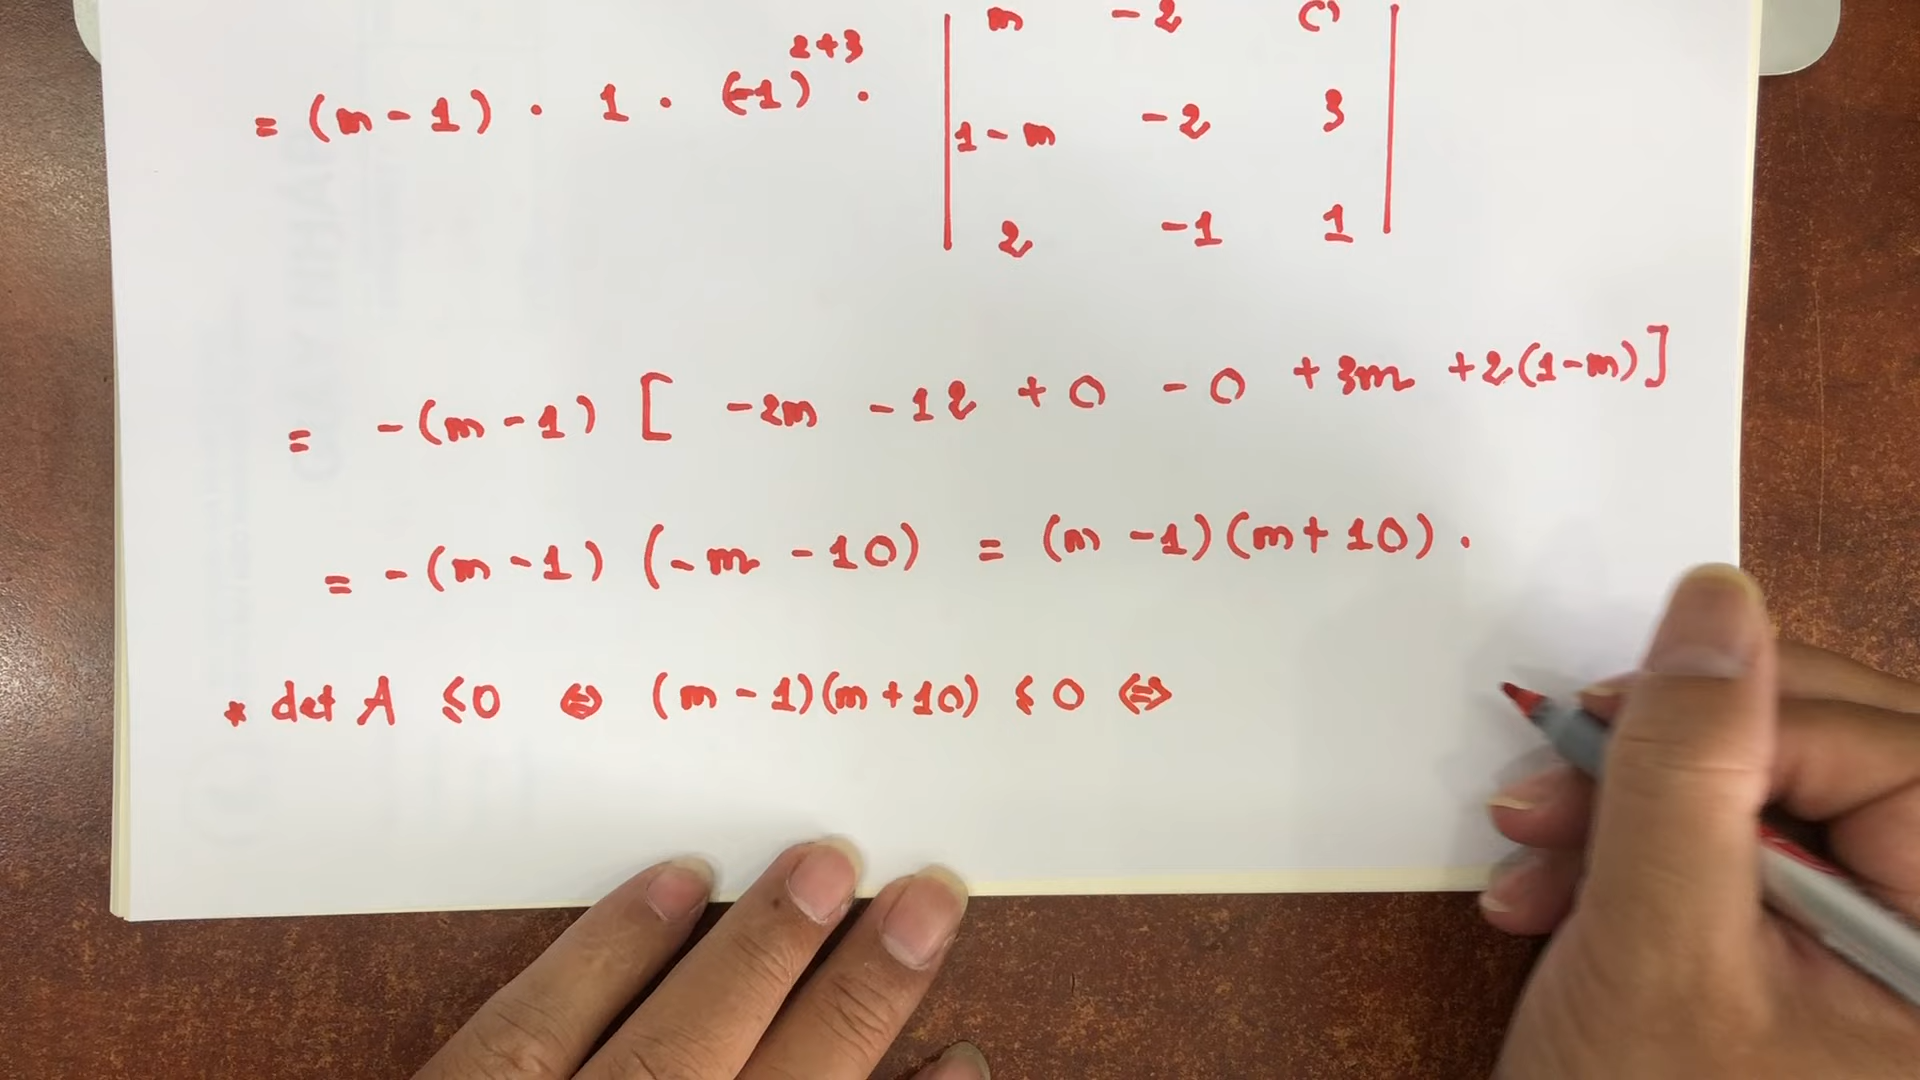 m -2 0
= (m-1) · 1 · (-1)²⁺³ ·
1-m -2 3
2 -1 1
= -(m-1) [ -2m -12 +0 -0 +3m +2(1-m)]
= -(m-1) (-m -10) = (m-1)(m+10).
* det A ≤0 ⇔ (m-1)(m+10) ≤ 0 ⇔